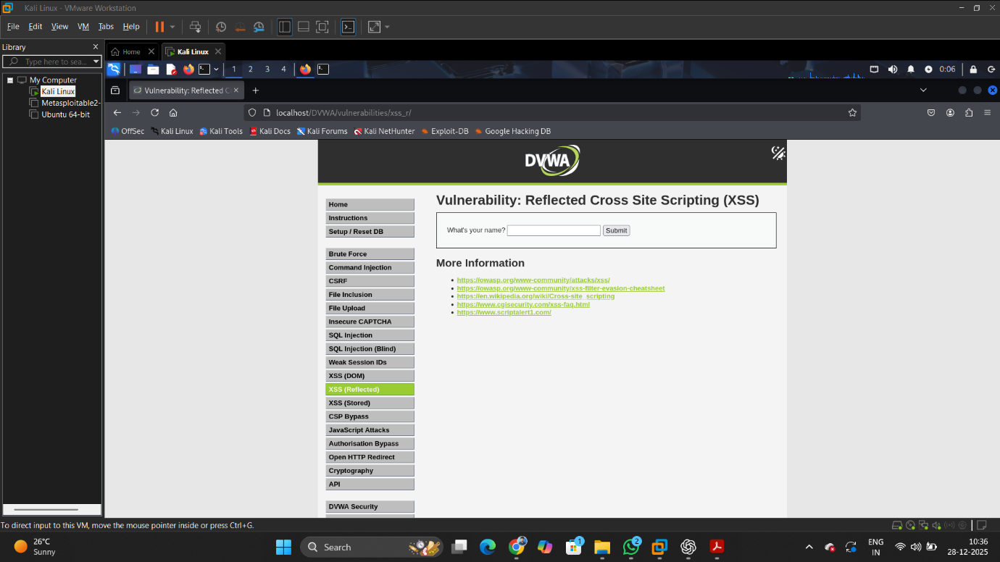 Kali Linux - VMware Workstation
File Edit View VM Tabs Help
Library
Type here to sea...
My Computer
Kali Linux
Metasploitable2-
Ubuntu 64-bit
Home
Kali Linux
1 2 3 4
0:06
Vulnerability: Reflected C
localhost/DVWA/vulnerabilities/xss_r/
OffSec Kali Linux Kali Tools Kali Docs Kali Forums Kali NetHunter Exploit-DB Google Hacking DB
DVWA
Home
Instructions
Setup / Reset DB
Brute Force
Command Injection
CSRF
File Inclusion
File Upload
Insecure CAPTCHA
SQL Injection
SQL Injection (Blind)
Weak Session IDs
XSS (DOM)
XSS (Reflected)
XSS (Stored)
CSP Bypass
JavaScript Attacks
Authorisation Bypass
Open HTTP Redirect
Cryptography
API
DVWA Security
Vulnerability: Reflected Cross Site Scripting (XSS)
What's your name? Submit
More Information
https://owasp.org/www-community/attacks/xss/
https://owasp.org/www-community/xss-filter-evasion-cheatsheet
https://en.wikipedia.org/wiki/Cross-site_scripting
https://www.cgisecurity.com/xss-faq.html
https://www.scriptalert1.com/
To direct input to this VM, move the mouse pointer inside or press Ctrl+G.
26°C
Sunny
Search
1
2
ENG
IN
10:36
28-12-2025